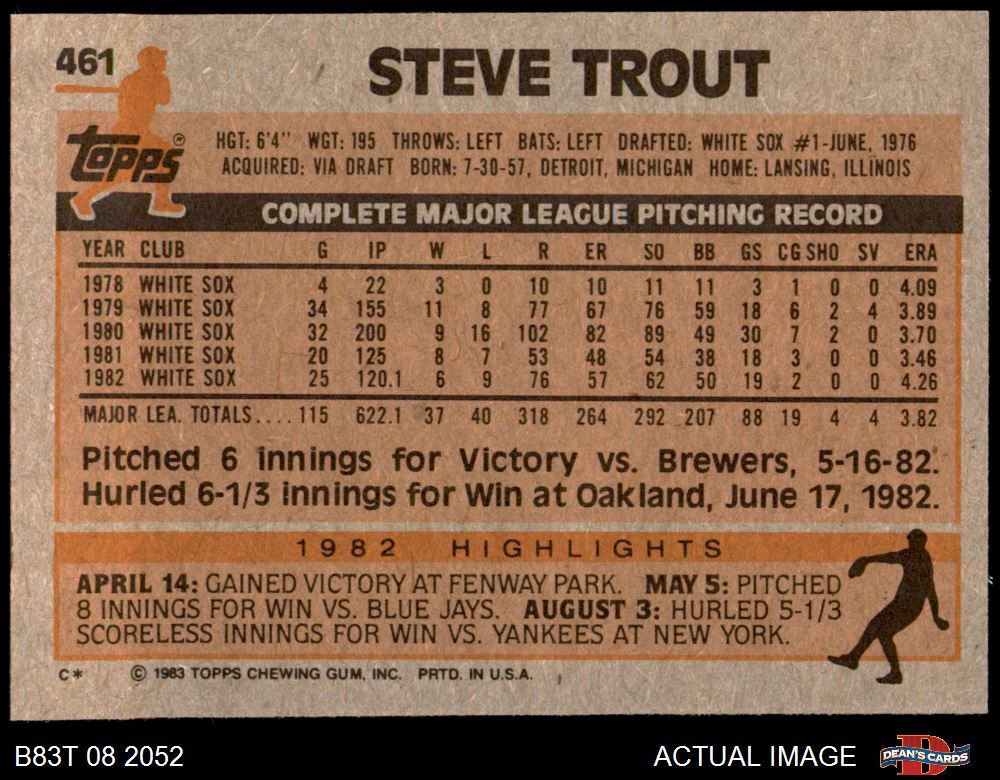 461 STEVE TROUT
Topps®
HGT: 6'4" WGT: 195 THROWS: LEFT BATS: LEFT DRAFTED: WHITE SOX #1-JUNE, 1976
ACQUIRED: VIA DRAFT BORN: 7-30-57, DETROIT, MICHIGAN HOME: LANSING, ILLINOIS
COMPLETE MAJOR LEAGUE PITCHING RECORD
YEAR CLUB G IP W L R ER SO BB GS CG SHO SV ERA
1978 WHITE SOX 4 22 3 0 10 10 11 11 3 1 0 0 4.09
1979 WHITE SOX 34 155 11 8 77 67 76 59 18 6 2 4 3.89
1980 WHITE SOX 32 200 9 16 102 82 89 49 30 7 2 0 3.70
1981 WHITE SOX 20 125 8 7 53 48 54 38 18 3 0 0 3.46
1982 WHITE SOX 25 120.1 6 9 76 57 62 50 19 2 0 0 4.26
MAJOR LEA. TOTALS.... 115 622.1 37 40 318 264 292 207 88 19 4 4 3.82
Pitched 6 innings for Victory vs. Brewers, 5-16-82.
Hurled 6-1/3 innings for Win at Oakland, June 17, 1982.
1982 HIGHLIGHTS
APRIL 14: GAINED VICTORY AT FENWAY PARK. MAY 5: PITCHED
8 INNINGS FOR WIN VS. BLUE JAYS. AUGUST 3: HURLED 5-1/3
SCORELESS INNINGS FOR WIN VS. YANKEES AT NEW YORK.
C* © 1983 TOPPS CHEWING GUM, INC. PRTD. IN U.S.A.
B83T 08 2052 ACTUAL IMAGE DEAN'S CARDS